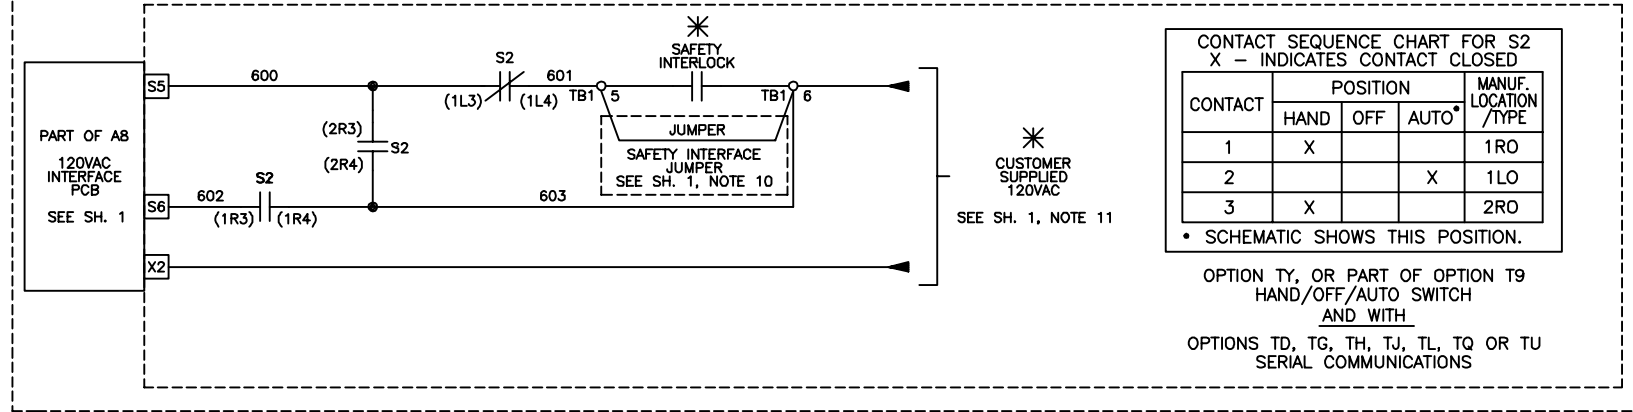 PART OF A8
120VAC
INTERFACE
PCB
SEE SH. 1
S5
S6
X2
600
S2
(1L3)
(1L4)
601
TB1
5
SAFETY
INTERLOCK
TB1
6
(2R3)
(2R4)
S2
JUMPER
SAFETY INTERFACE
JUMPER
SEE SH. 1, NOTE 10
602
S2
(1R3)
(1R4)
603
CUSTOMER
SUPPLIED
120VAC
SEE SH. 1, NOTE 11
CONTACT SEQUENCE CHART FOR S2
X – INDICATES CONTACT CLOSED
CONTACT
POSITION
MANUF.
LOCATION
/TYPE
HAND OFF AUTO•
1 X 1RO
2 X 1LO
3 X 2RO
• SCHEMATIC SHOWS THIS POSITION.
OPTION TY, OR PART OF OPTION T9
HAND/OFF/AUTO SWITCH
AND WITH
OPTIONS TD, TG, TH, TJ, TL, TQ OR TU
SERIAL COMMUNICATIONS